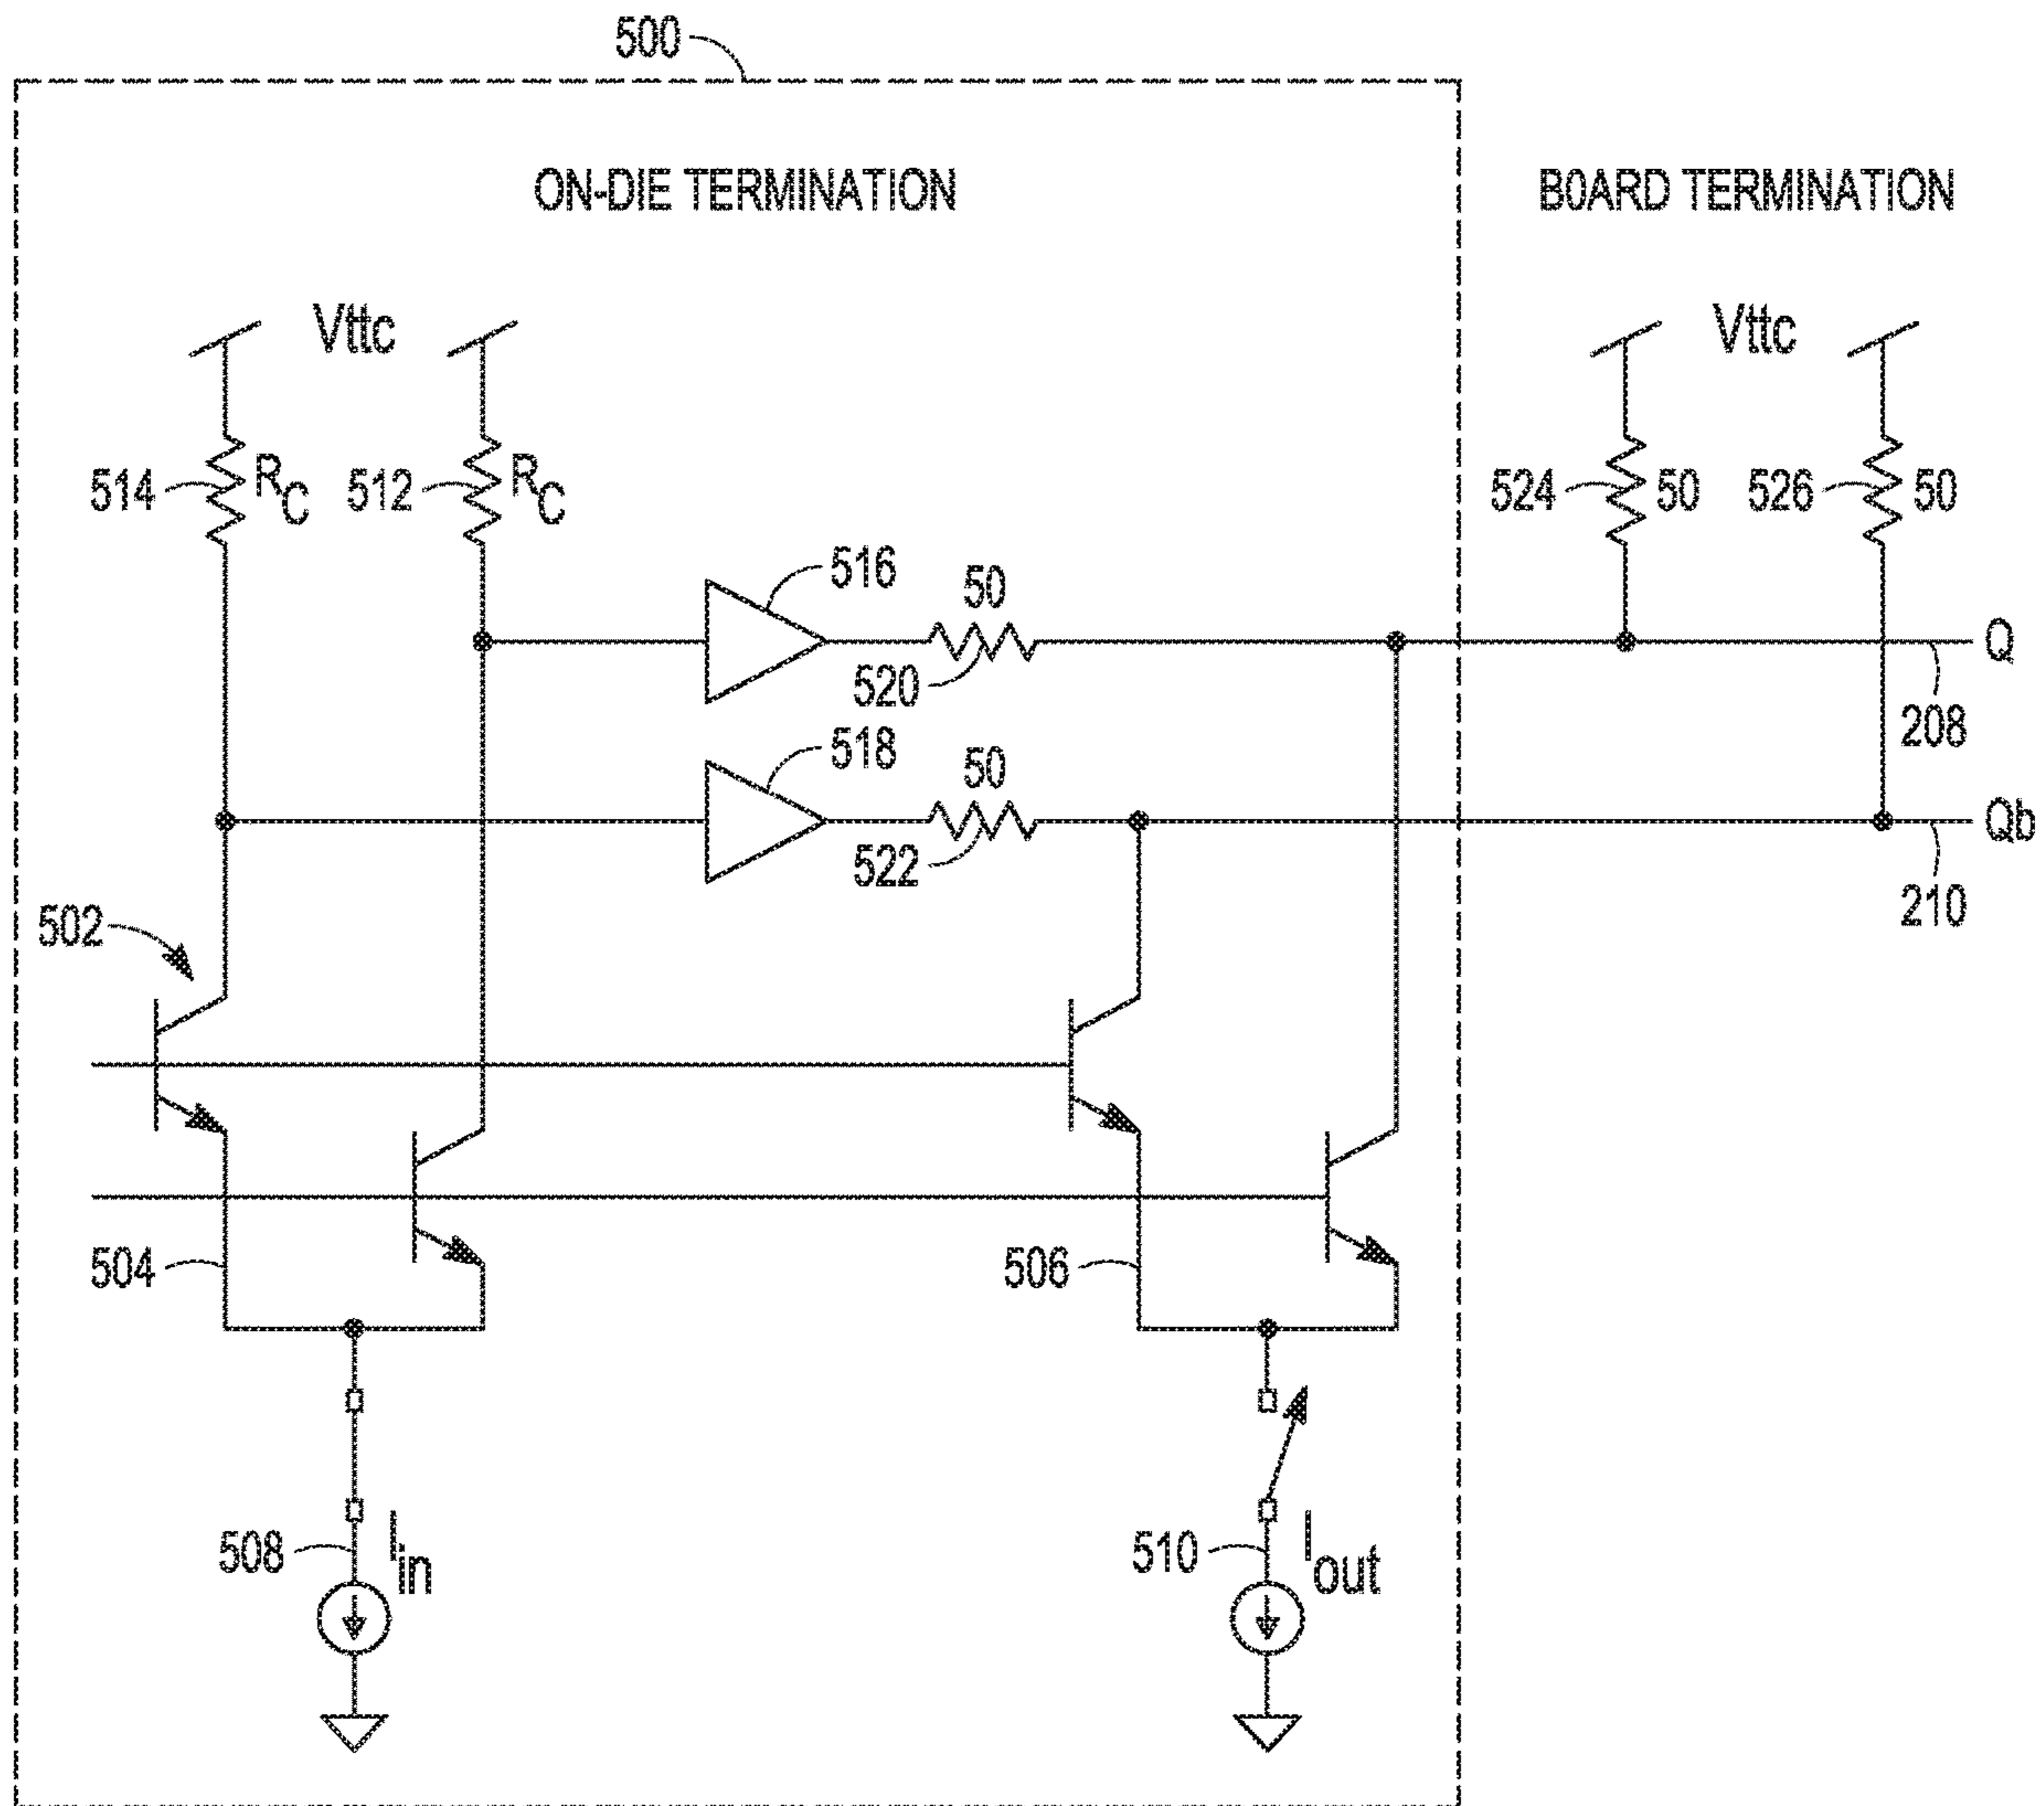 500
ON-DIE TERMINATION
B0ARD TERMINATION
Vttc
Vttc
514
RC
512
RC
524
50
526
50
516
50
520
Q
208
518
50
522
Qb
210
502
504
506
508
Iin
510
Iout